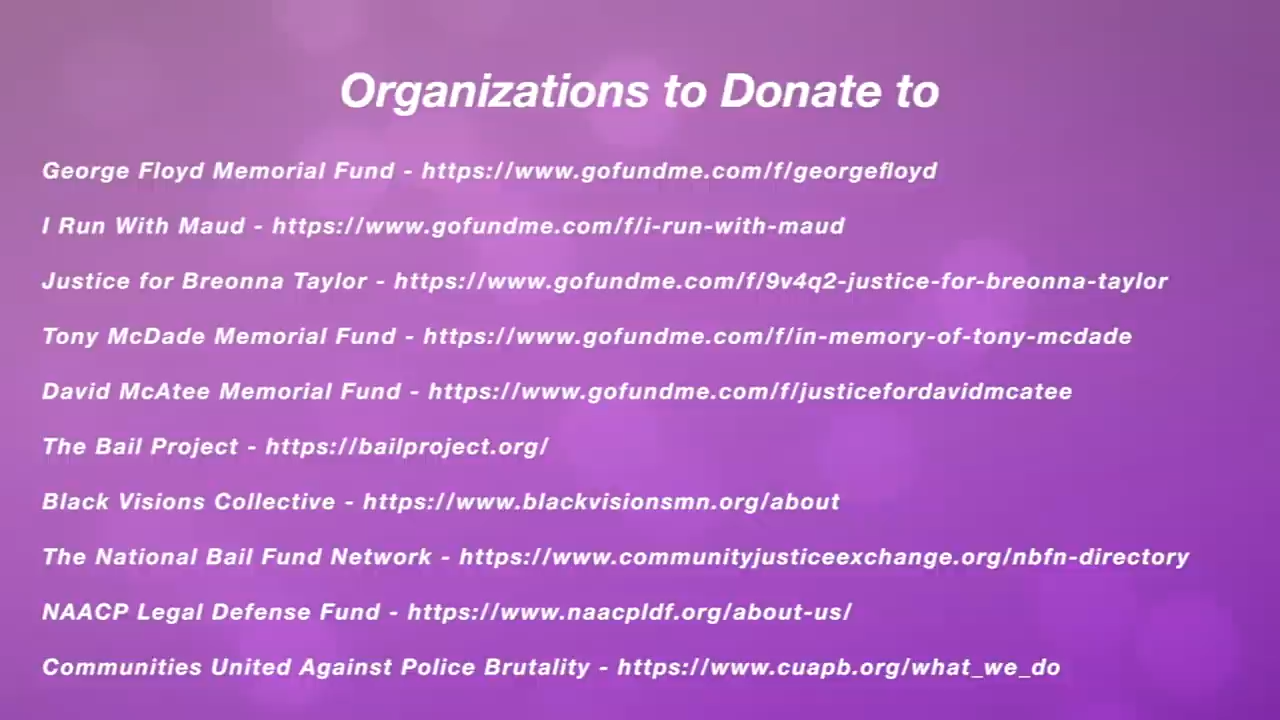 Organizations to Donate to
George Floyd Memorial Fund - https://www.gofundme.com/f/georgefloyd
I Run With Maud - https://www.gofundme.com/f/i-run-with-maud
Justice for Breonna Taylor - https://www.gofundme.com/f/9v4q2-justice-for-breonna-taylor
Tony McDade Memorial Fund - https://www.gofundme.com/f/in-memory-of-tony-mcdade
David McAtee Memorial Fund - https://www.gofundme.com/f/justicefordavidmcatee
The Bail Project - https://bailproject.org/
Black Visions Collective - https://www.blackvisionsmn.org/about
The National Bail Fund Network - https://www.communityjusticeexchange.org/nbfn-directory
NAACP Legal Defense Fund - https://www.naacpldf.org/about-us/
Communities United Against Police Brutality - https://www.cuapb.org/what_we_do